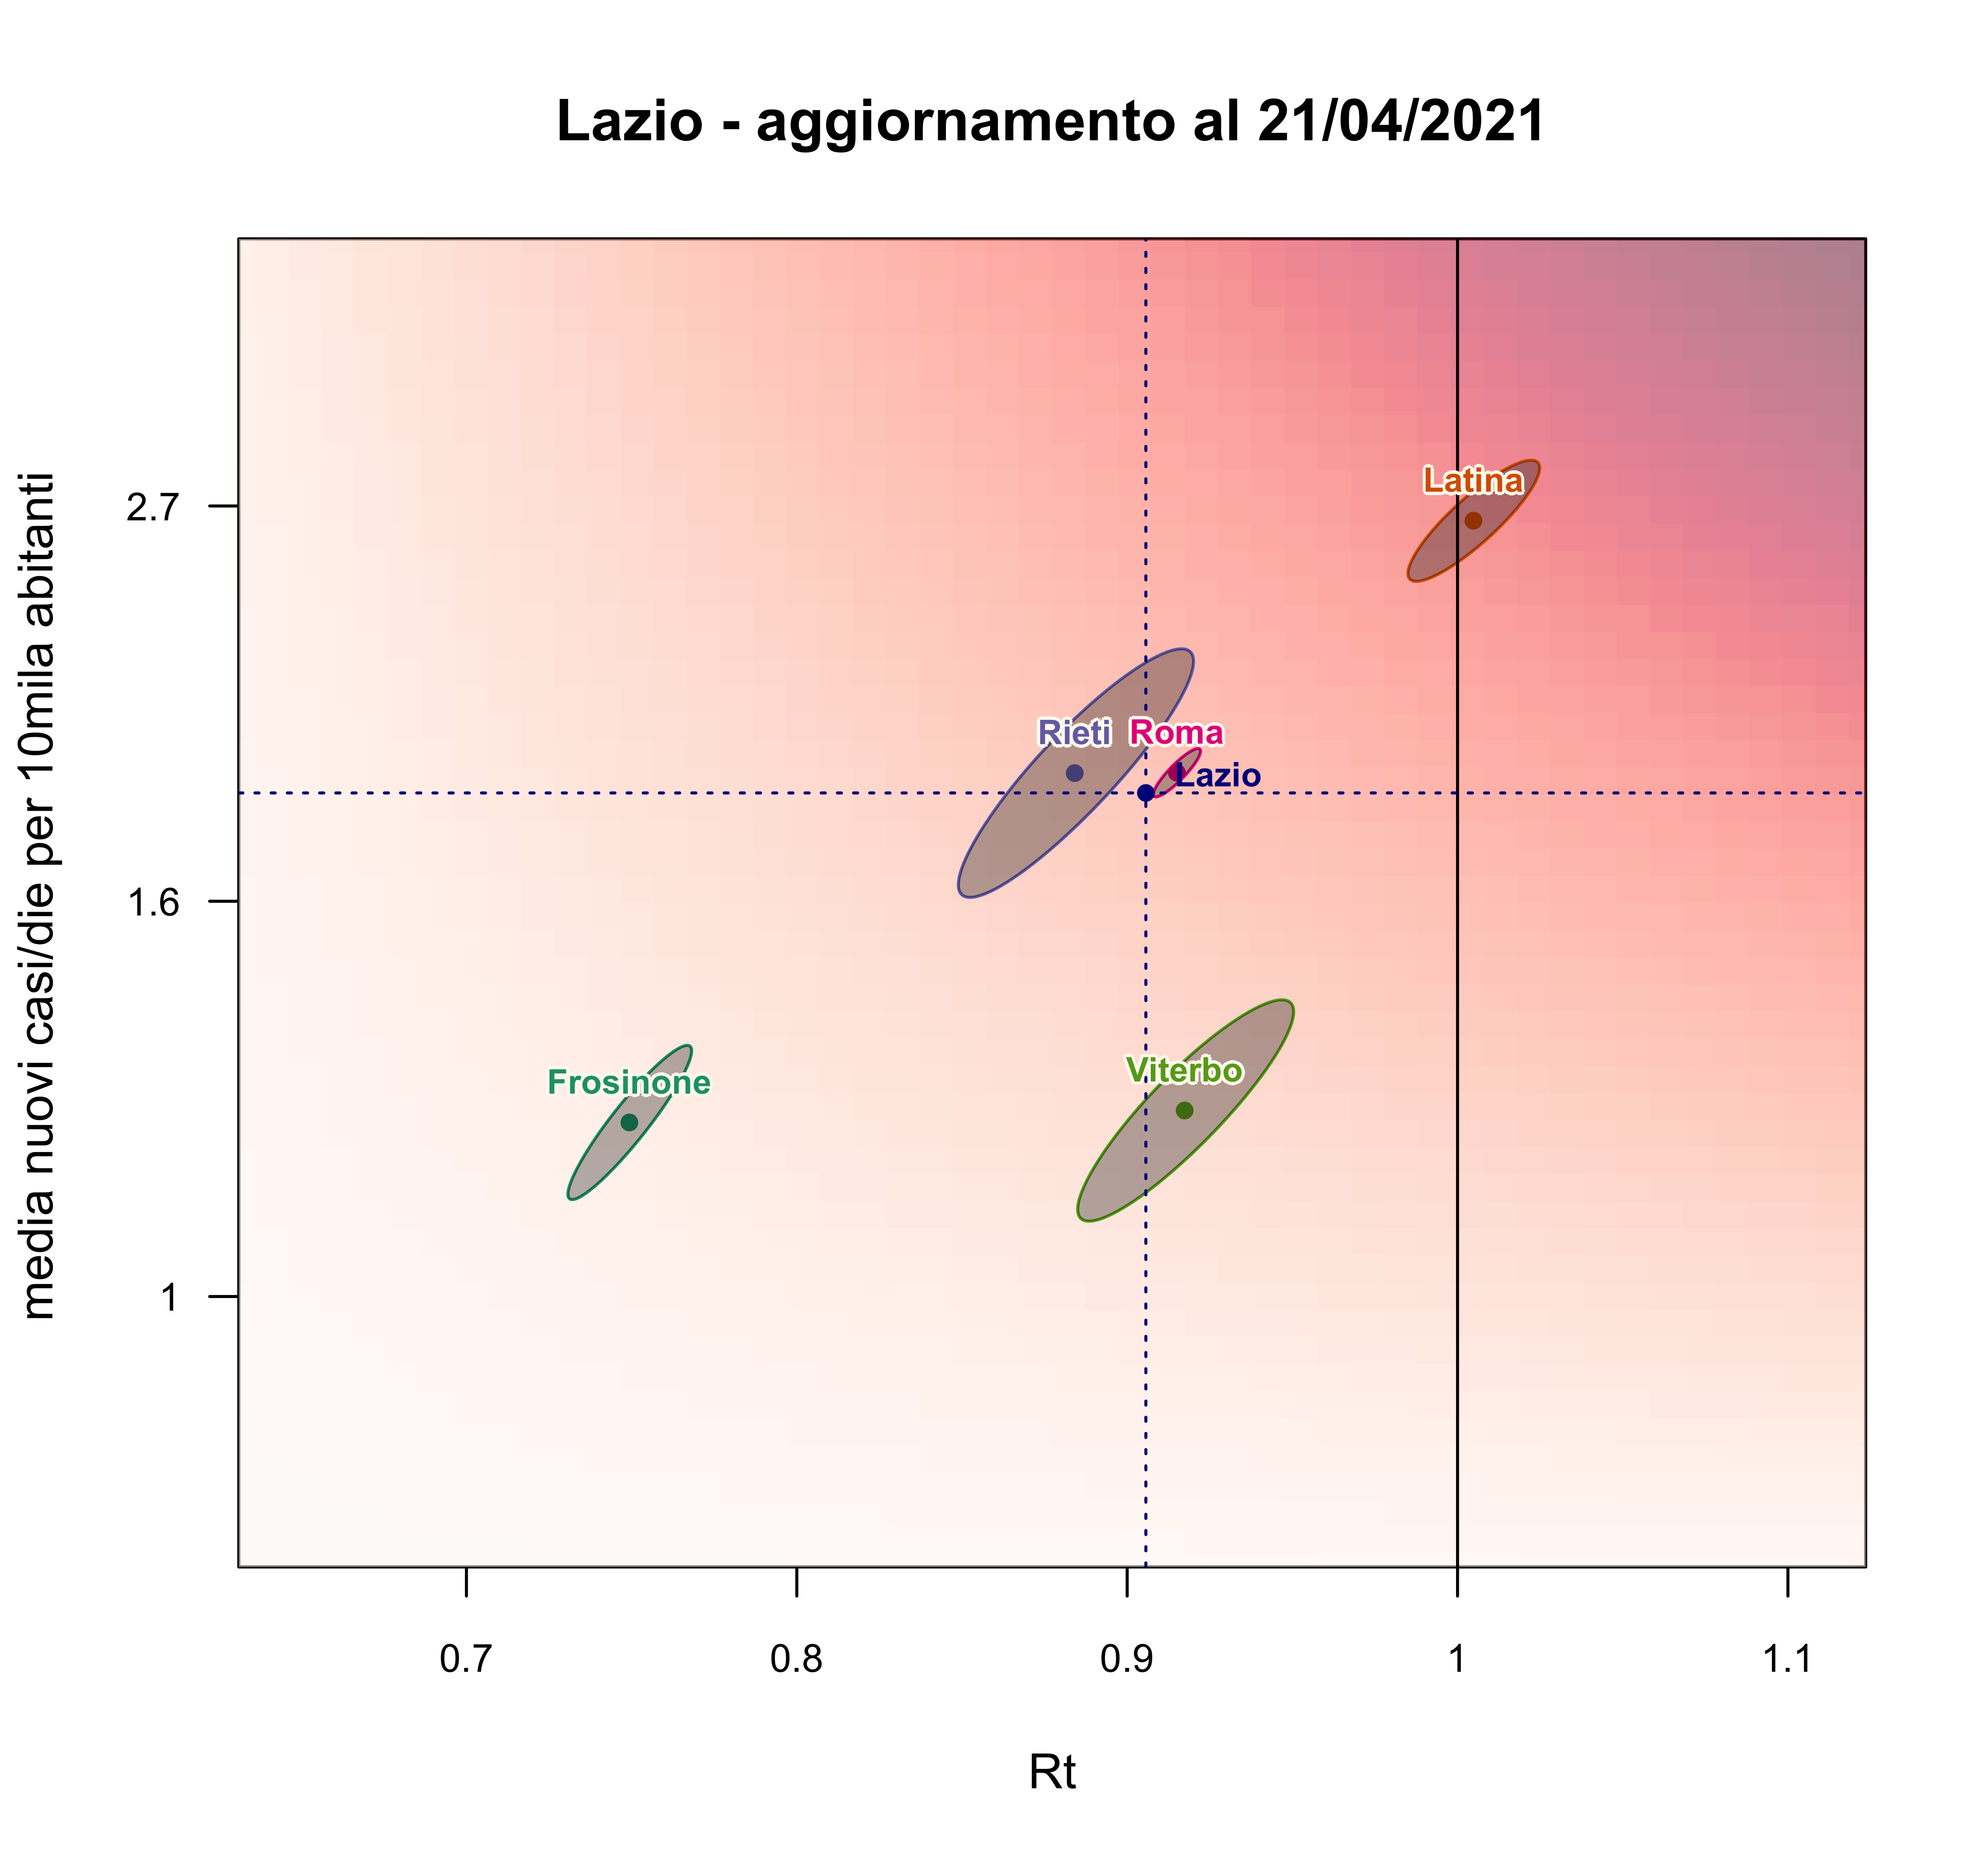 Lazio - aggiornamento al 21/04/2021
media nuovi casi/die per 10mila abitanti
2.7
1.6
1
Latina
Rieti
Roma
Lazio
Viterbo
Frosinone
0.7
0.8
0.9
1
1.1
Rt